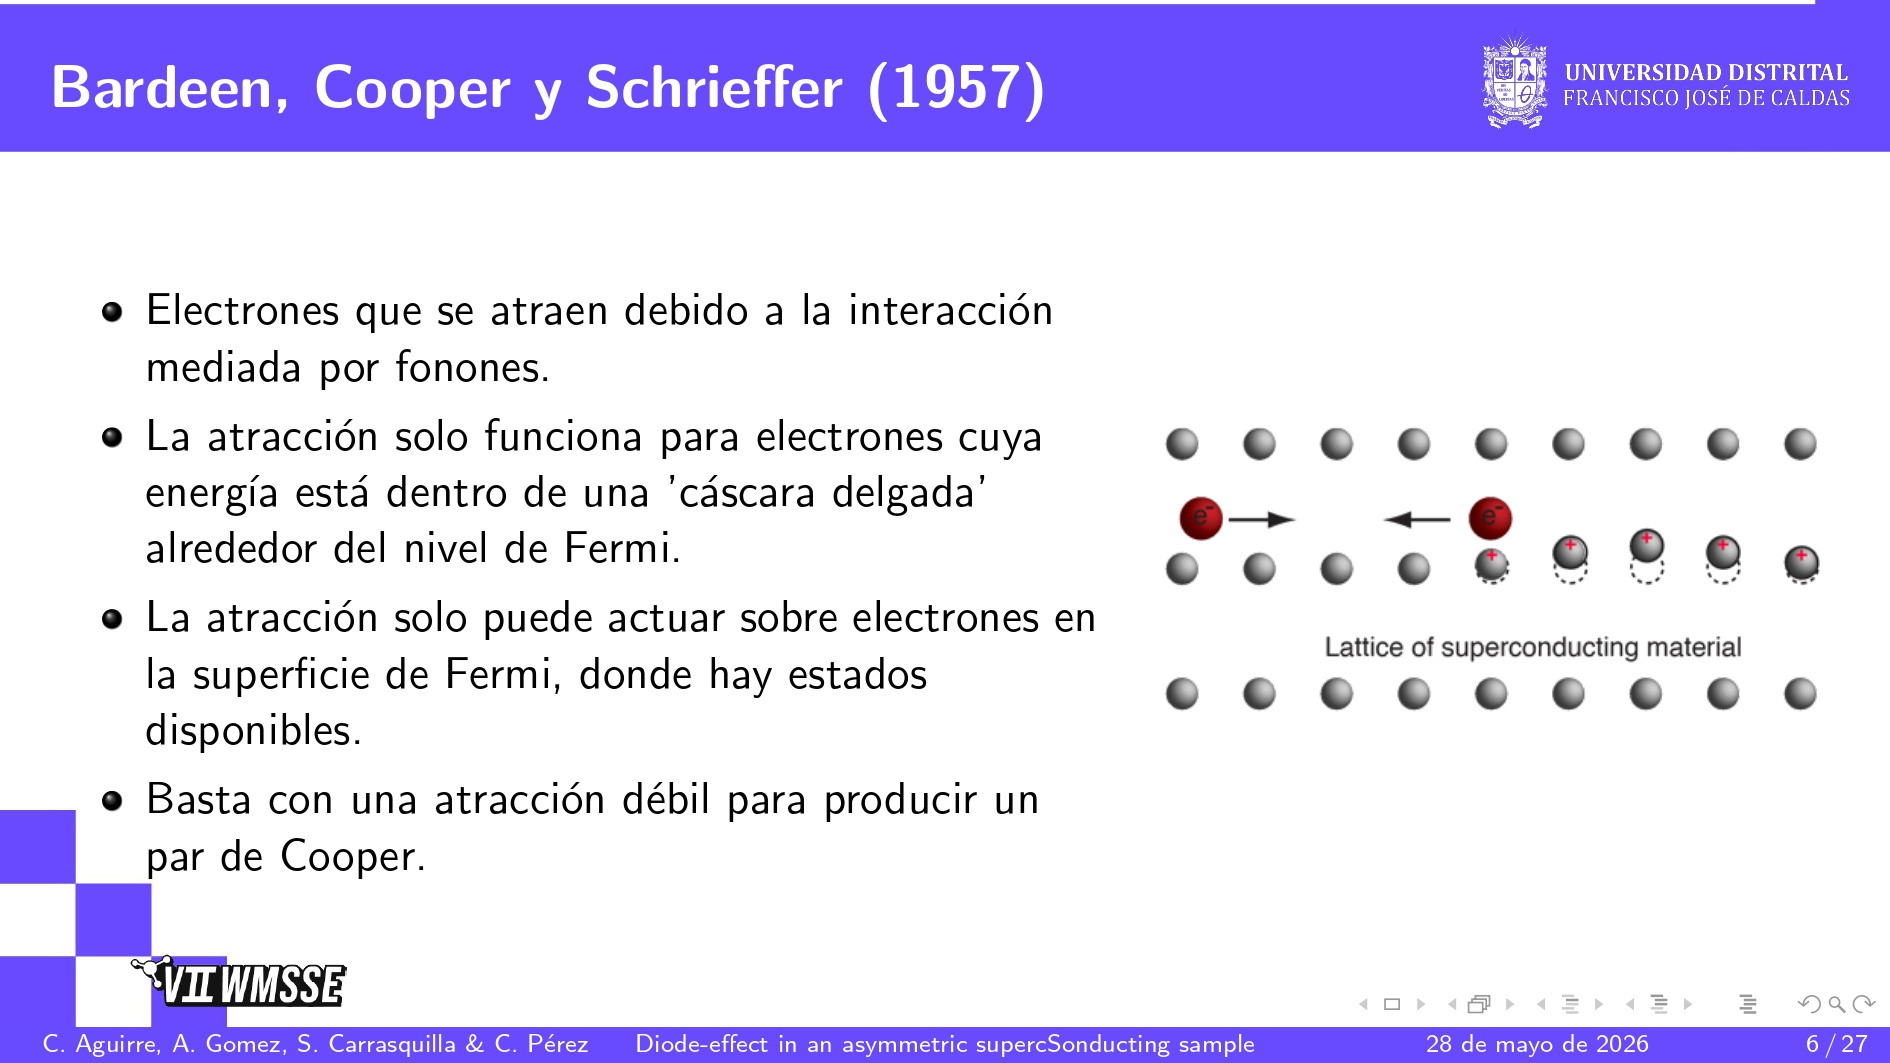 Bardeen, Cooper y Schrieffer (1957)
UNIVERSIDAD DISTRITAL
FRANCISCO JOSÉ DE CALDAS
Electrones que se atraen debido a la interacción
mediada por fonones.
La atracción solo funciona para electrones cuya
energía está dentro de una 'cáscara delgada'
alrededor del nivel de Fermi.
La atracción solo puede actuar sobre electrones en
la superficie de Fermi, donde hay estados
disponibles.
Basta con una atracción débil para producir un
par de Cooper.
e- e-
+ + + + +
Lattice of superconducting material
VII WMSSE
C. Aguirre, A. Gomez, S. Carrasquilla & C. Pérez Diode-effect in an asymmetric supercSonducting sample 28 de mayo de 2026 6 / 27